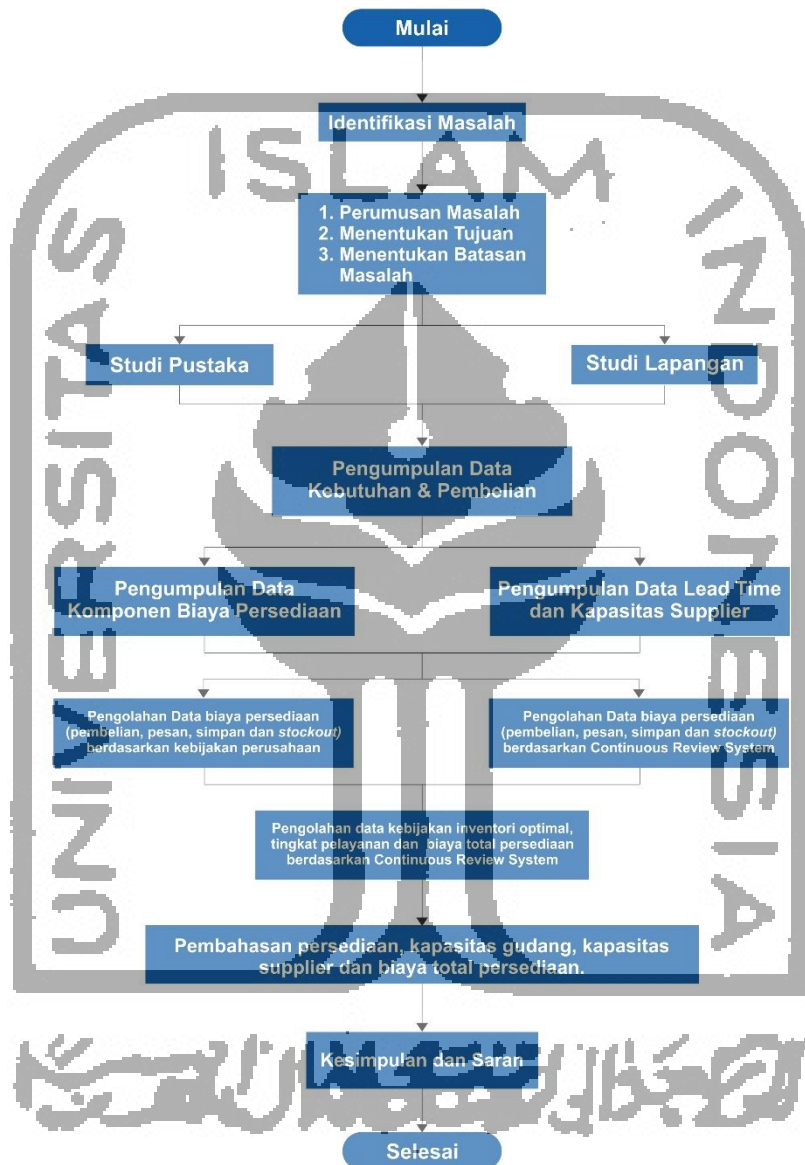 Mulai
Identifikasi Masalah
ISLAM
1. Perumusan Masalah
2. Menentukan Tujuan
3. Menentukan Batasan
Masalah
UNIVERSITAS
INDONESIA
Studi Pustaka
Studi Lapangan
Pengumpulan Data
Kebutuhan & Pembelian
Pengumpulan Data
Komponen Biaya Persediaan
Pengumpulan Data Lead Time
dan Kapasitas Supplier
Pengolahan Data biaya persediaan
(pembelian, pesan, simpan dan stockout)
berdasarkan kebijakan perusahaan
Pengolahan Data biaya persediaan
(pembelian, pesan, simpan dan stockout)
berdasarkan Continuous Review System
Pengolahan data kebijakan inventori optimal,
tingkat pelayanan dan biaya total persediaan
berdasarkan Continuous Review System
Pembahasan persediaan, kapasitas gudang, kapasitas
supplier dan biaya total persediaan.
Kesimpulan dan Saran
Selesai